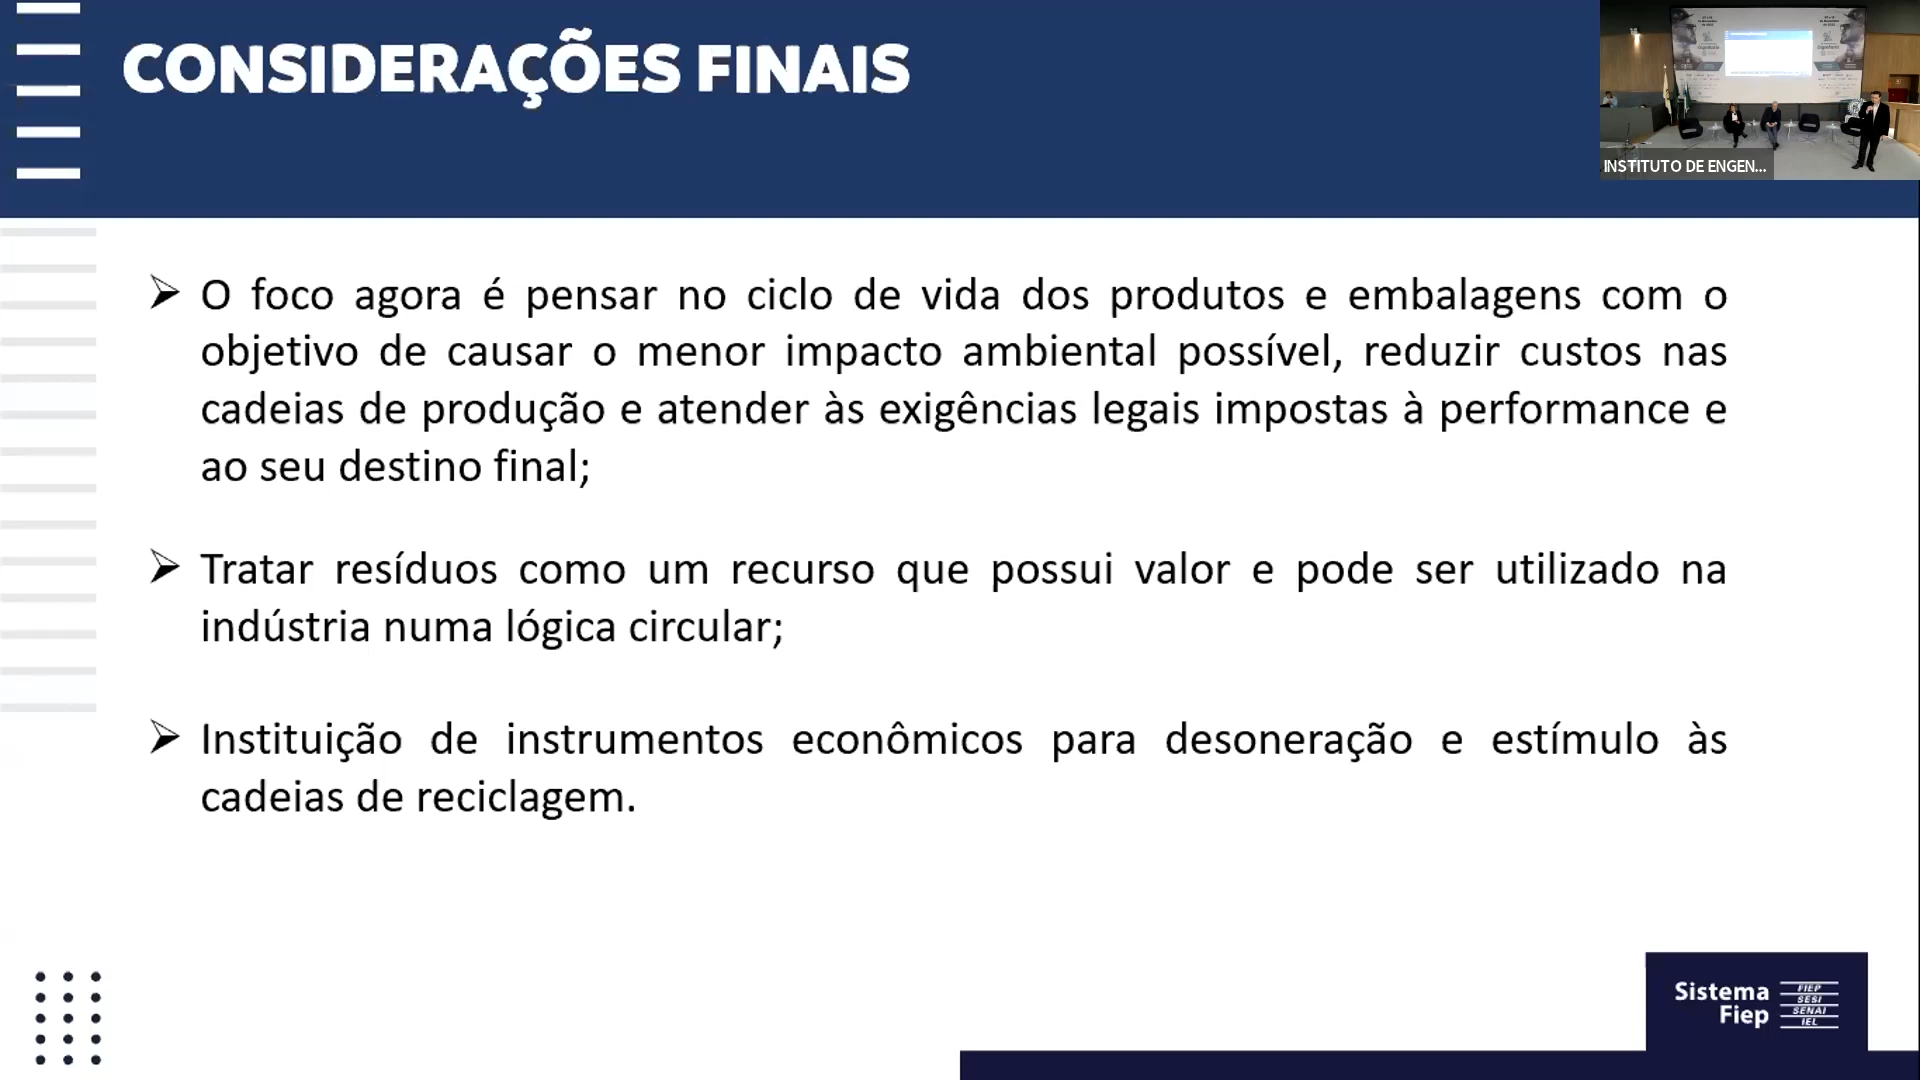 CONSIDERAÇÕES FINAIS
INSTITUTO DE ENGEN...
➢ O foco agora é pensar no ciclo de vida dos produtos e embalagens com o
objetivo de causar o menor impacto ambiental possível, reduzir custos nas
cadeias de produção e atender às exigências legais impostas à performance e
ao seu destino final;
➢ Tratar resíduos como um recurso que possui valor e pode ser utilizado na
indústria numa lógica circular;
➢ Instituição de instrumentos econômicos para desoneração e estímulo às
cadeias de reciclagem.
Sistema
Fiep
FIEP
SESI
SENAI
IEL